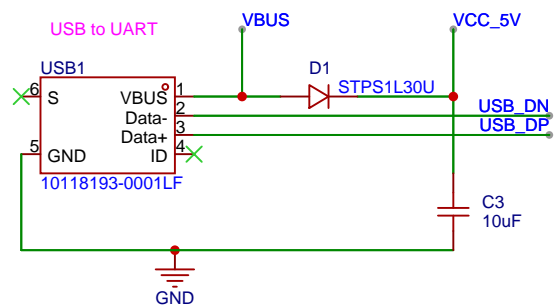 USB to UART
VBUS
VCC_5V
USB1
D1
STPS1L30U
6
S
VBUS
1
Data-
2
USB_DN
Data+
3
USB_DP
5
GND
ID
4
10118193-0001LF
C3
10uF
GND